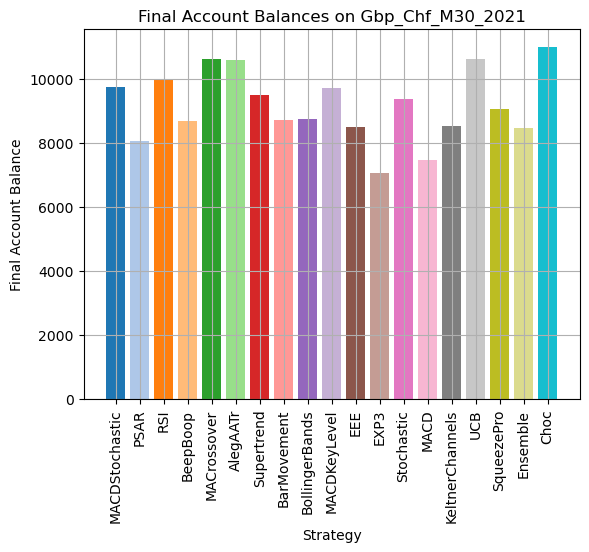 Final Account Balances on Gbp_Chf_M30_2021
Final Account Balance
10000
8000
6000
4000
2000
0
MACDStochastic
PSAR
RSI
BeepBoop
MACrossover
AlegAATr
Supertrend
BarMovement
BollingerBands
MACDKeyLevel
EEE
EXP3
Stochastic
MACD
KeltnerChannels
UCB
SqueezePro
Ensemble
Choc
Strategy